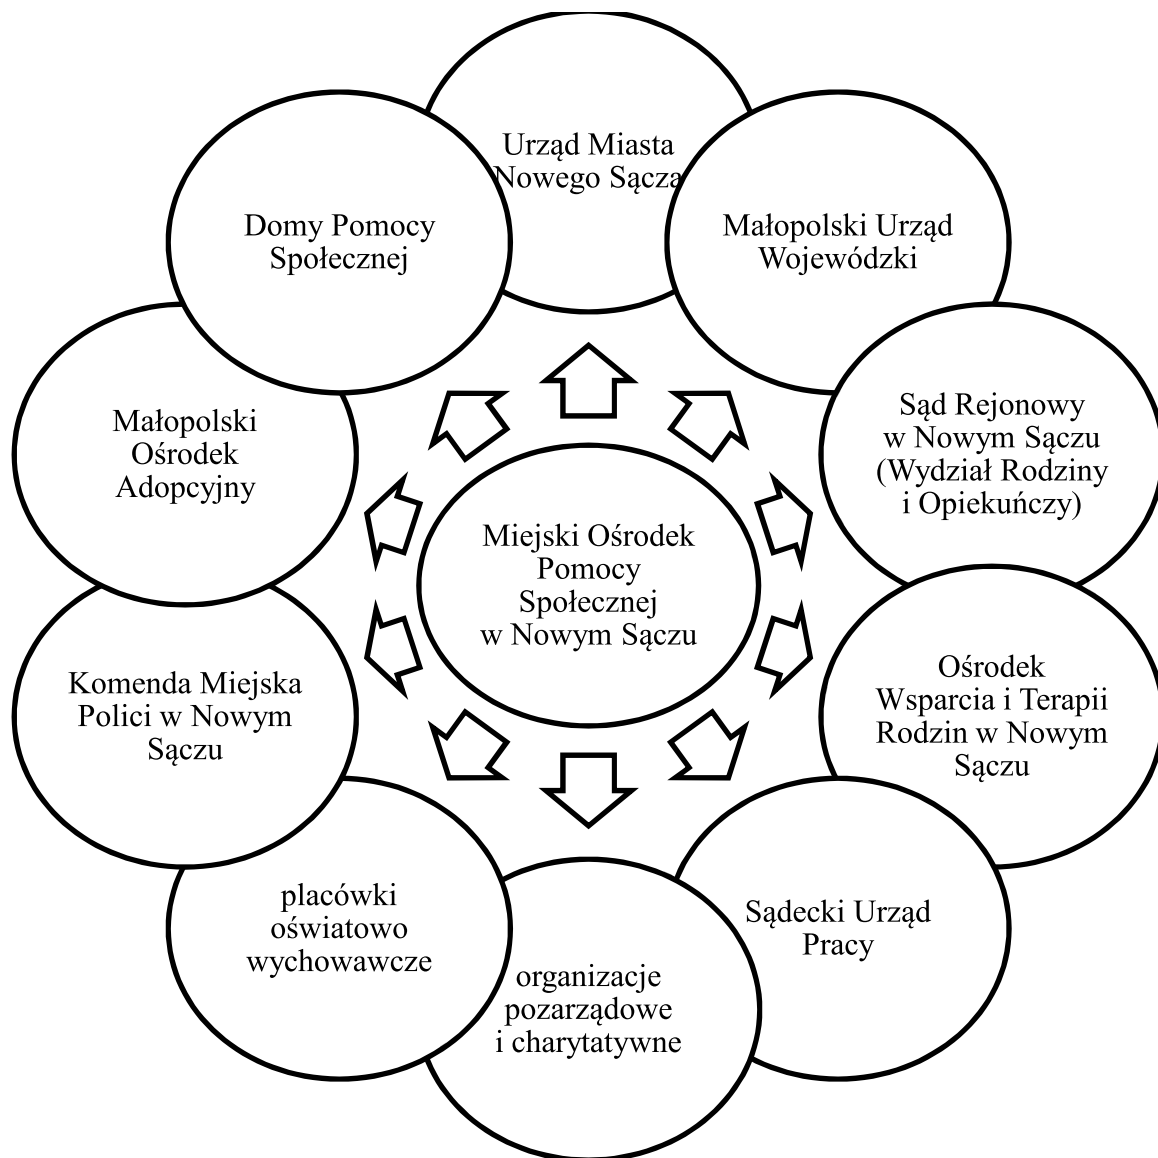 Urząd Miasta
Nowego Sącza
Małopolski Urząd
Wojewódzki
Sąd Rejonowy
w Nowym Sączu
(Wydział Rodziny
i Opiekuńczy)
Ośrodek
Wsparcia i Terapii
Rodzin w Nowym
Sączu
Sądecki Urząd
Pracy
organizacje
pozarządowe
i charytatywne
placówki
oświatowo
wychowawcze
Komenda Miejska
Polici w Nowym
Sączu
Małopolski
Ośrodek
Adopcyjny
Domy Pomocy
Społecznej
Miejski Ośrodek
Pomocy
Społecznej
w Nowym Sączu